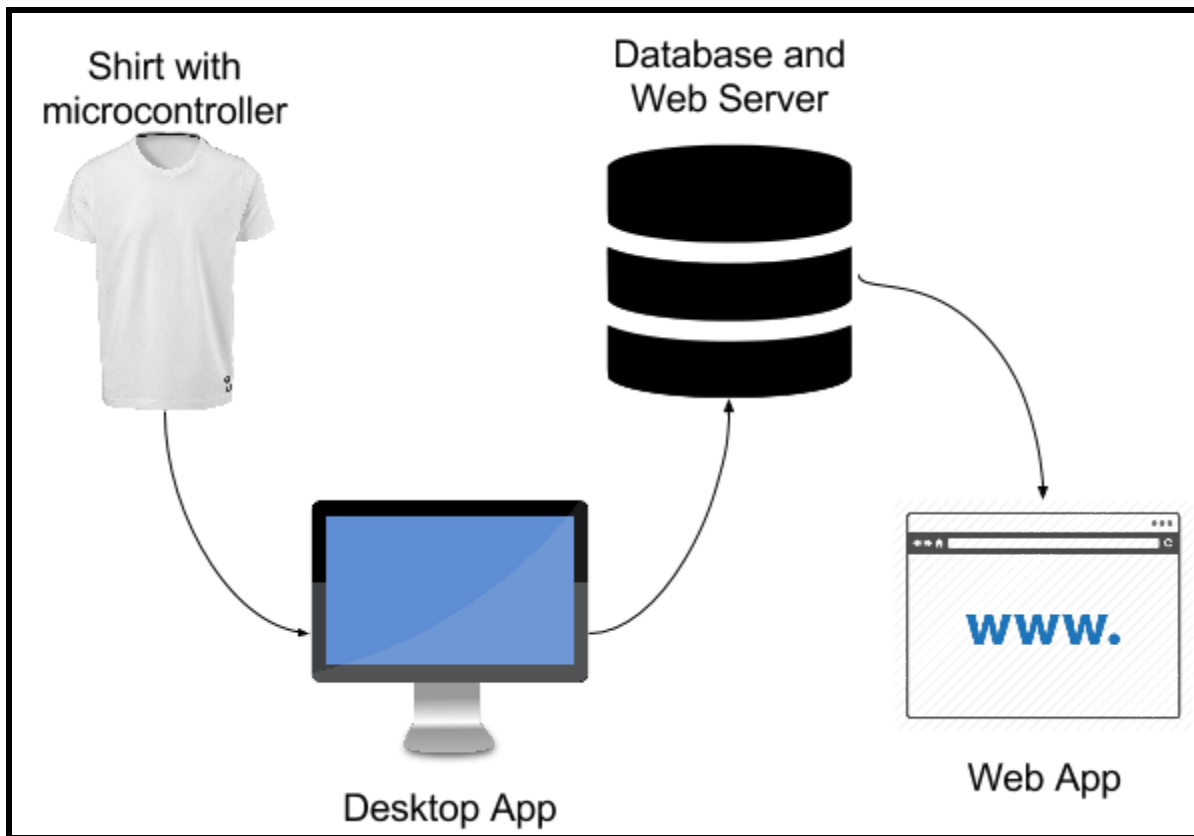 Shirt with
microcontroller
Database and
Web Server
Desktop App
www.
Web App